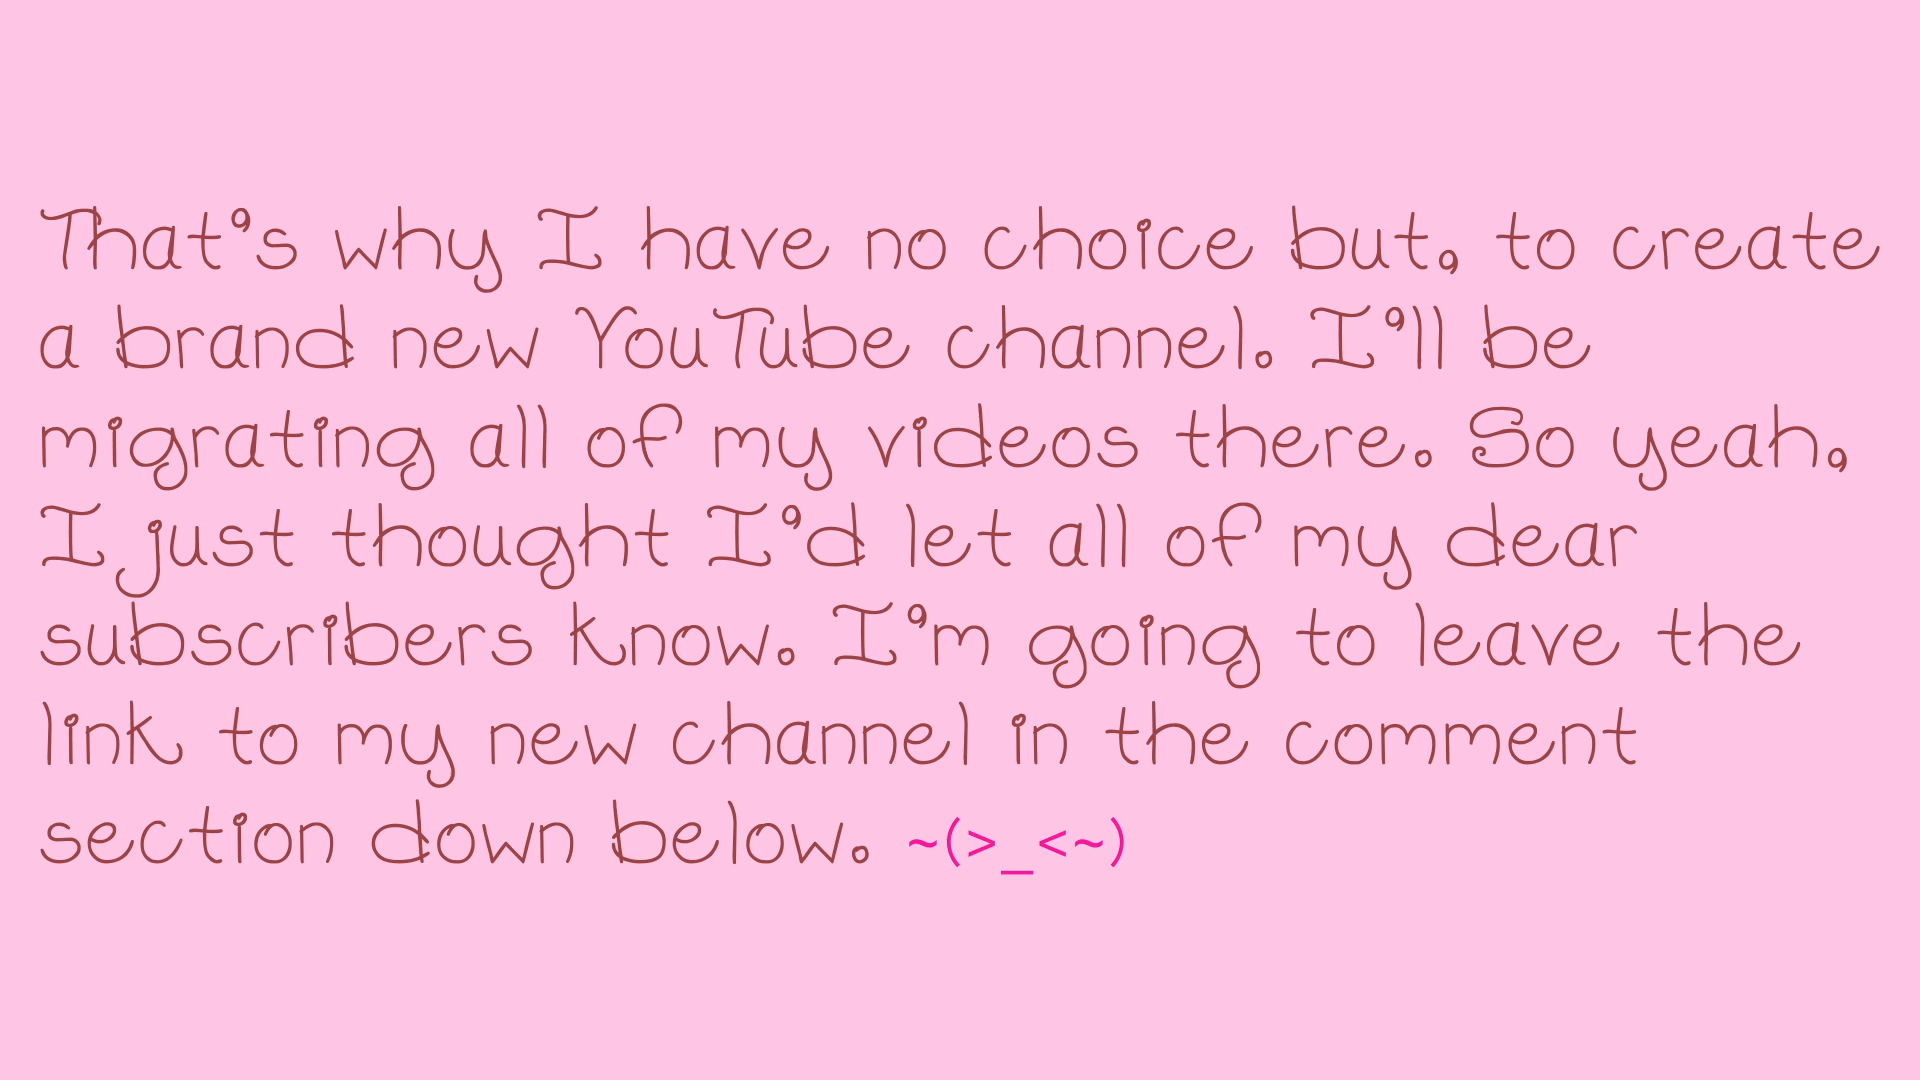 That's why I have no choice but, to create
a brand new YouTube channel. I'll be
migrating all of my videos there. So yeah,
I just thought I'd let all of my dear
subscribers know. I'm going to leave the
link to my new channel in the comment
section down below. ~(>_<~)